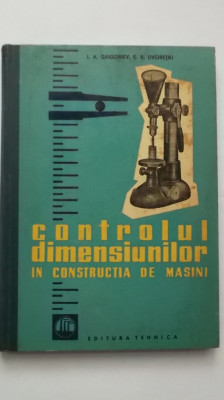 I. A. GRIGORIEV, E. V. DVORETKI
controlul
dimensiunilor
IN CONSTRUCTIA DE MASINI
EDITURA TEHNICA